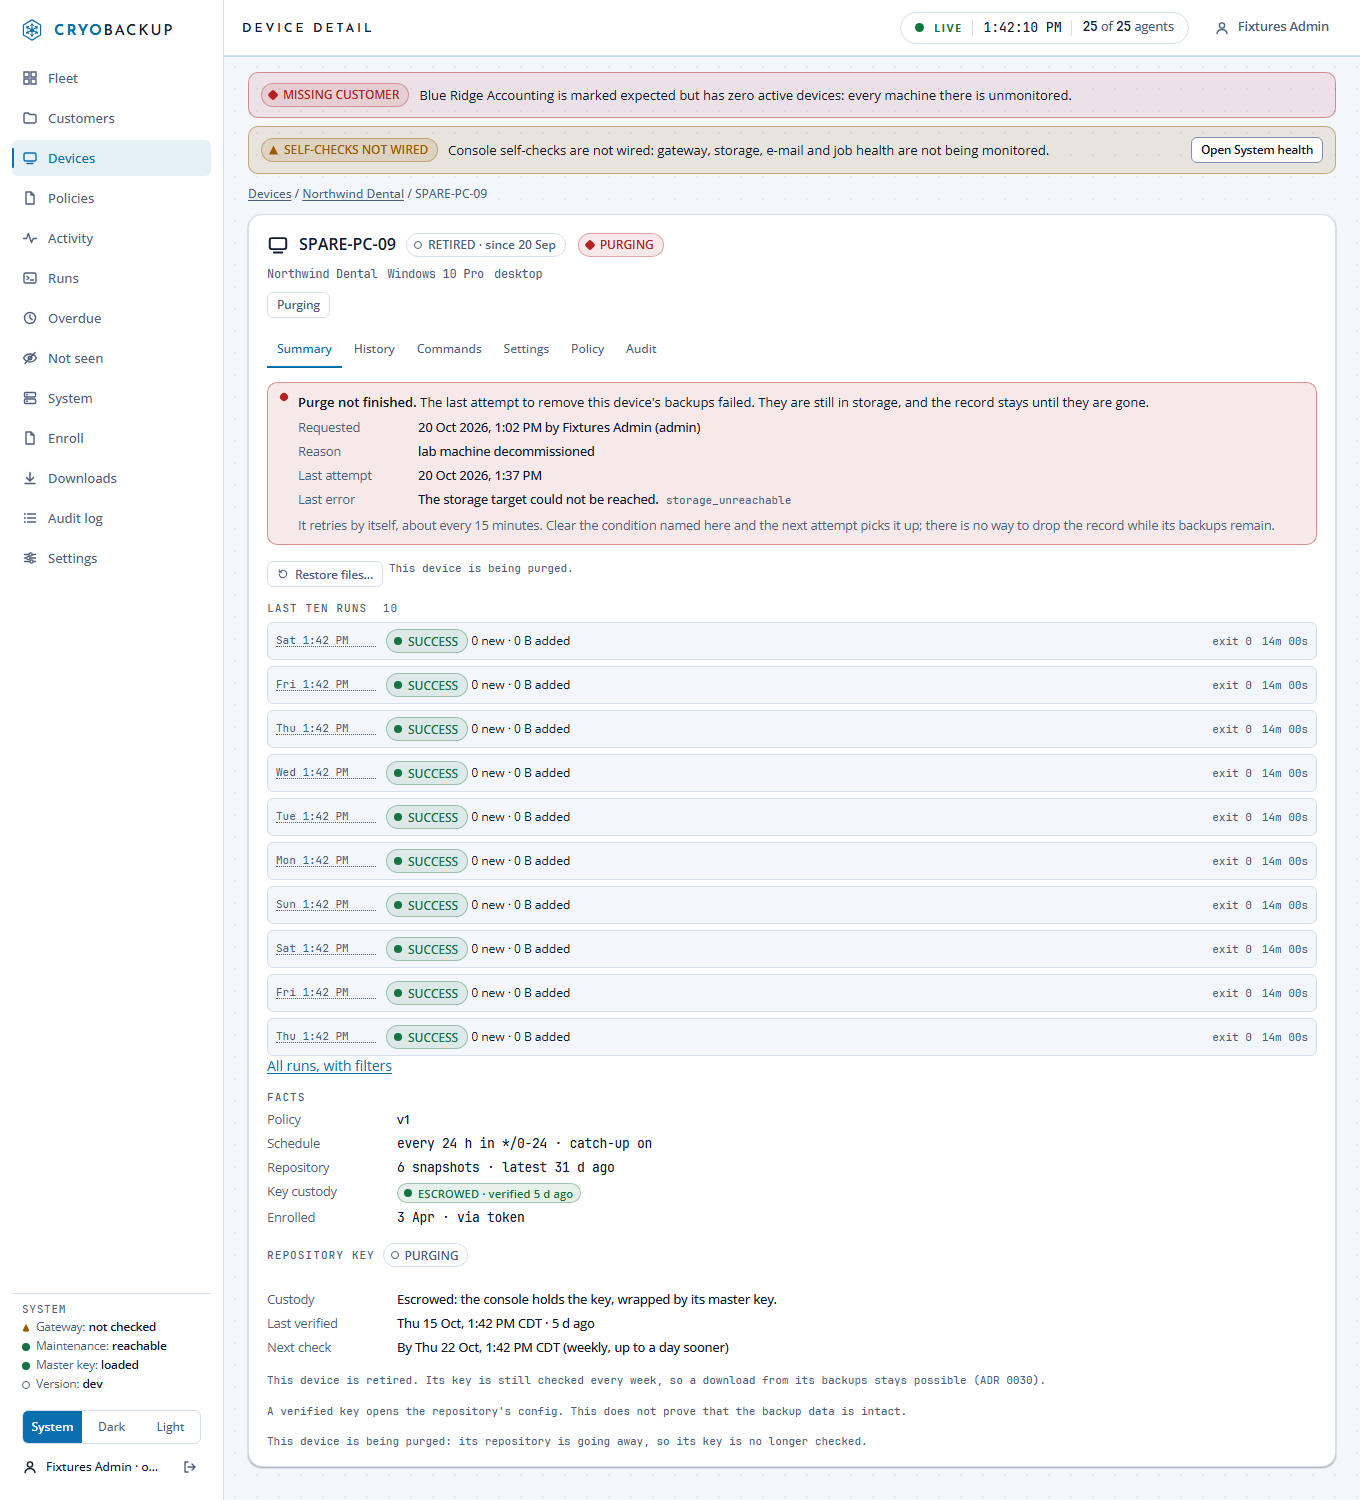 CRYOBACKUP
DEVICE DETAIL
LIVE 1:42:10 PM 25 of 25 agents
Fixtures Admin
Fleet
Customers
Devices
Policies
Activity
Runs
Overdue
Not seen
System
Enroll
Downloads
Audit log
Settings
MISSING CUSTOMER Blue Ridge Accounting is marked expected but has zero active devices: every machine there is unmonitored.
SELF-CHECKS NOT WIRED Console self-checks are not wired: gateway, storage, e-mail and job health are not being monitored. Open System health
Devices / Northwind Dental / SPARE-PC-09
SPARE-PC-09 RETIRED · since 20 Sep PURGING
Northwind Dental Windows 10 Pro desktop
Purging
Summary History Commands Settings Policy Audit
Purge not finished. The last attempt to remove this device's backups failed. They are still in storage, and the record stays until they are gone.
Requested 20 Oct 2026, 1:02 PM by Fixtures Admin (admin)
Reason lab machine decommissioned
Last attempt 20 Oct 2026, 1:37 PM
Last error The storage target could not be reached. storage_unreachable
It retries by itself, about every 15 minutes. Clear the condition named here and the next attempt picks it up; there is no way to drop the record while its backups remain.
Restore files... This device is being purged.
LAST TEN RUNS 10
Sat 1:42 PM SUCCESS 0 new · 0 B added exit 0 14m 00s
Fri 1:42 PM SUCCESS 0 new · 0 B added exit 0 14m 00s
Thu 1:42 PM SUCCESS 0 new · 0 B added exit 0 14m 00s
Wed 1:42 PM SUCCESS 0 new · 0 B added exit 0 14m 00s
Tue 1:42 PM SUCCESS 0 new · 0 B added exit 0 14m 00s
Mon 1:42 PM SUCCESS 0 new · 0 B added exit 0 14m 00s
Sun 1:42 PM SUCCESS 0 new · 0 B added exit 0 14m 00s
Sat 1:42 PM SUCCESS 0 new · 0 B added exit 0 14m 00s
Fri 1:42 PM SUCCESS 0 new · 0 B added exit 0 14m 00s
Thu 1:42 PM SUCCESS 0 new · 0 B added exit 0 14m 00s
All runs, with filters
FACTS
Policy v1
Schedule every 24 h in */0-24 · catch-up on
Repository 6 snapshots · latest 31 d ago
Key custody ESCROWED · verified 5 d ago
Enrolled 3 Apr · via token
REPOSITORY KEY PURGING
Custody Escrowed: the console holds the key, wrapped by its master key.
Last verified Thu 15 Oct, 1:42 PM CDT · 5 d ago
Next check By Thu 22 Oct, 1:42 PM CDT (weekly, up to a day sooner)
This device is retired. Its key is still checked every week, so a download from its backups stays possible (ADR 0030).
A verified key opens the repository's config. This does not prove that the backup data is intact.
This device is being purged: its repository is going away, so its key is no longer checked.
SYSTEM
Gateway: not checked
Maintenance: reachable
Master key: loaded
Version: dev
System Dark Light
Fixtures Admin · o...